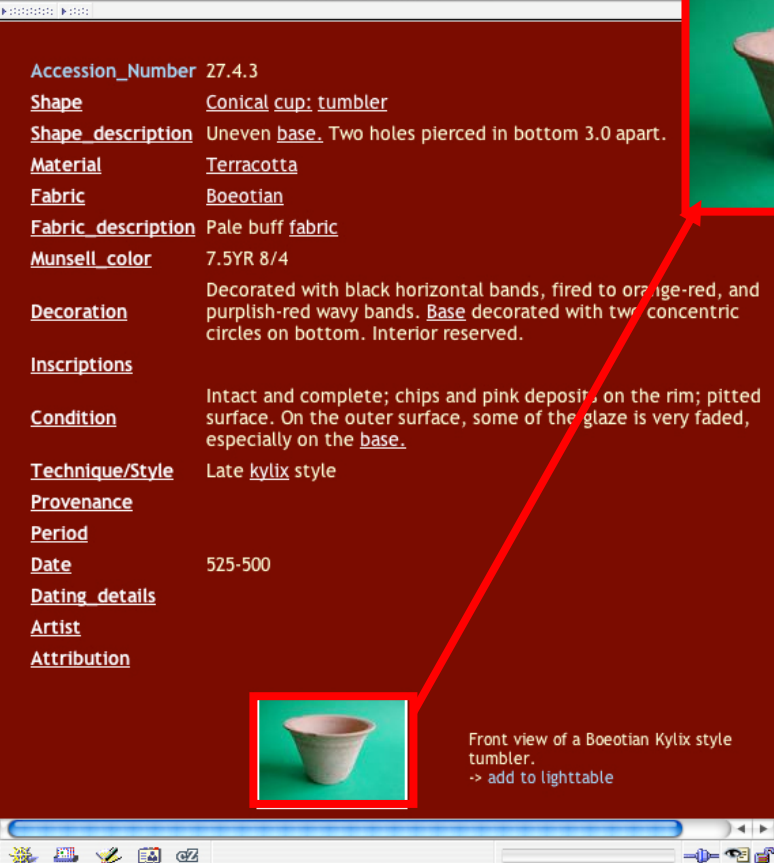 Accession_Number 27.4.3
Shape Conical cup: tumbler
Shape_description Uneven base. Two holes pierced in bottom 3.0 apart.
Material Terracotta
Fabric Boeotian
Fabric_description Pale buff fabric
Munsell_color 7.5YR 8/4
Decorated with black horizontal bands, fired to orange-red, and
Decoration purplish-red wavy bands. Base decorated with two concentric
circles on bottom. Interior reserved.
Inscriptions
Intact and complete; chips and pink deposits on the rim; pitted
Condition surface. On the outer surface, some of the glaze is very faded,
especially on the base.
Technique/Style Late kylix style
Provenance
Period
Date 525-500
Dating_details
Artist
Attribution
Front view of a Boeotian Kylix style
tumbler.
-> add to lighttable
cZ